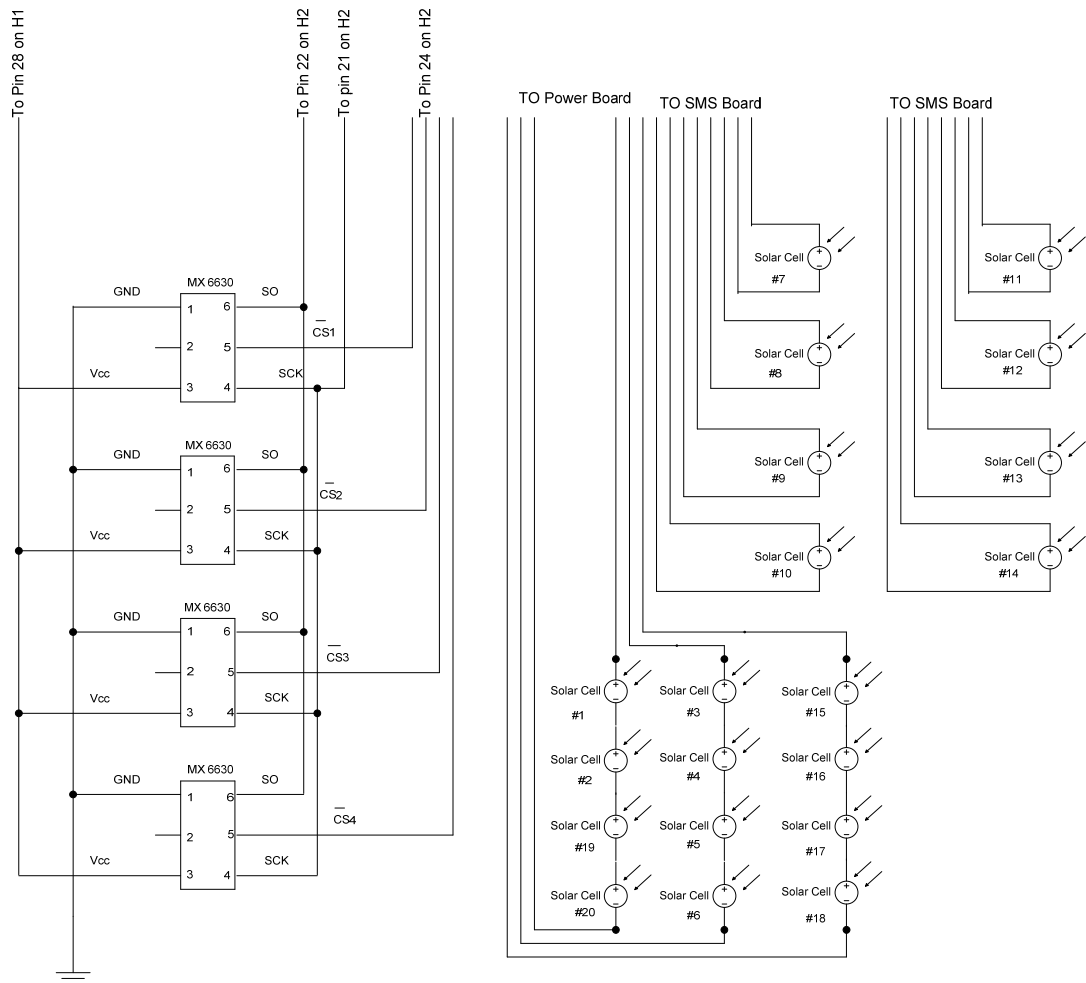 To Pin 28 on H1
To Pin 22 on H2
To pin 21 on H2
To Pin 24 on H2
TO Power Board
TO SMS Board
TO SMS Board
MX 6630
GND
1
6
SO
CS1
2
5
Vcc
3
4
SCK
MX 6630
GND
1
6
SO
CS2
2
5
Vcc
3
4
SCK
MX 6630
GND
1
6
SO
CS3
2
5
Vcc
3
4
SCK
MX 6630
GND
1
6
SO
CS4
2
5
Vcc
3
4
SCK
Solar Cell
#7
Solar Cell
#8
Solar Cell
#9
Solar Cell
#10
Solar Cell
#11
Solar Cell
#12
Solar Cell
#13
Solar Cell
#14
Solar Cell
#1
Solar Cell
#2
Solar Cell
#19
Solar Cell
#20
Solar Cell
#3
Solar Cell
#4
Solar Cell
#5
Solar Cell
#6
Solar Cell
#15
Solar Cell
#16
Solar Cell
#17
Solar Cell
#18